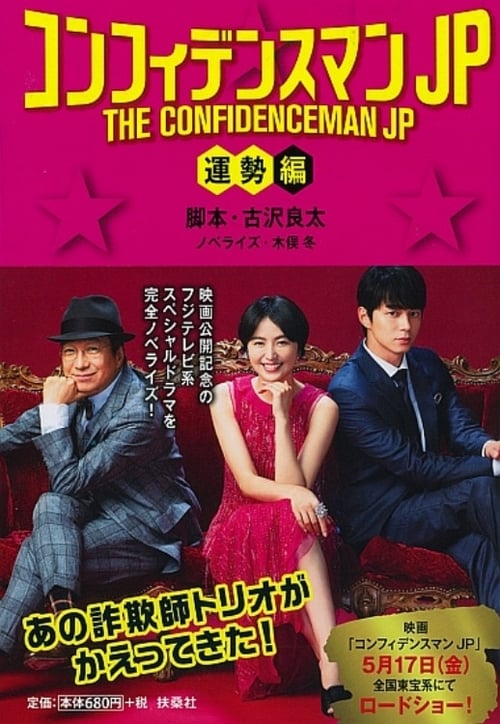 コンフィデンスマン JP
THE CONFIDENCEMAN JP
運勢編
脚本・古沢良太
ノベライズ・木俣 冬
映画公開記念の
フジテレビ系
スペシャルドラマを
完全ノベライズ！
あの詐欺師トリオが
かえってきた！
映画
「コンフィデンスマン JP」
5月17日(金)
全国東宝系にて
ロードショー！
定価：本体680円+税 扶桑社